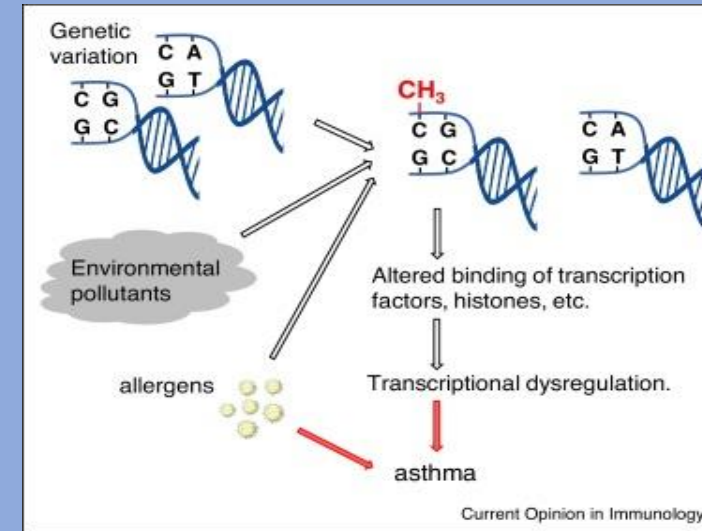 Genetic
variation
C A
G T
C G
G C
CH₃
C G
G C
C A
G T
Environmental
pollutants
Altered binding of transcription
factors, histones, etc.
allergens
Transcriptional dysregulation.
asthma
Current Opinion in Immunology